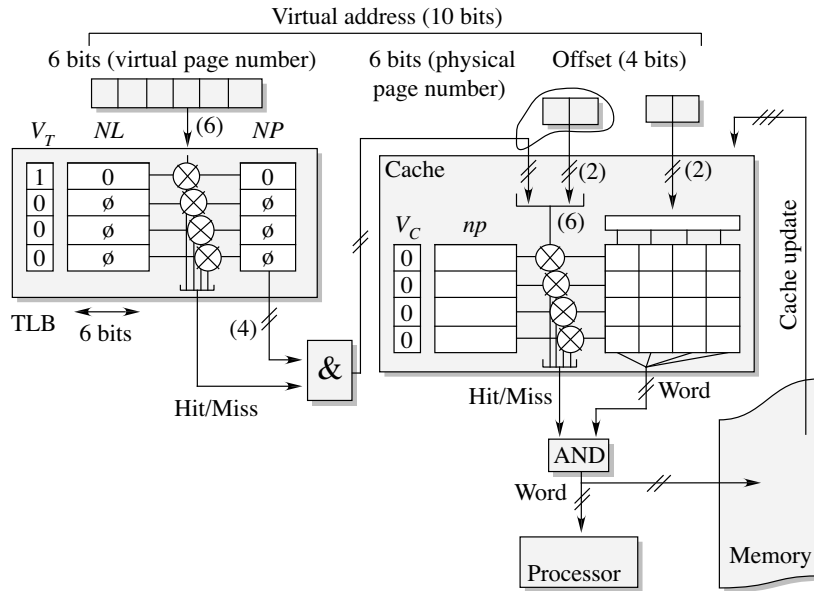 Virtual address (10 bits)
6 bits (virtual page number)
6 bits (physical page number)
Offset (4 bits)
(6)
V_T NL NP
1 0 0
0 ø ø
0 ø ø
0 ø ø
TLB
6 bits
(4)
Hit/Miss
&
Cache
(2)
(2)
(6)
V_C np
0
0
0
0
Hit/Miss
Word
AND
Word
Processor
Memory
Cache update